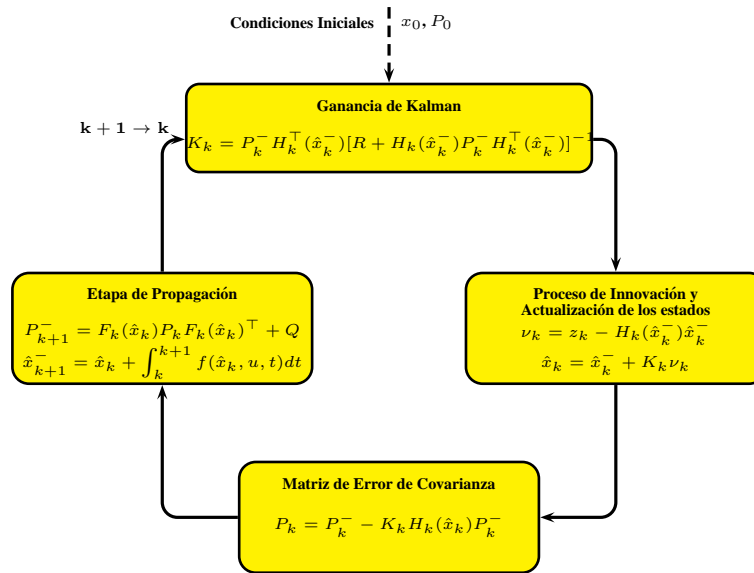 Condiciones Iniciales
x_0, P_0
Ganancia de Kalman
k + 1 → k
K_k = P_k^- H_k^⊤(x̂_k^-)[R + H_k(x̂_k^-)P_k^- H_k^⊤(x̂_k^-)]^{-1}
Etapa de Propagación
P_{k+1}^- = F_k(x̂_k)P_k F_k(x̂_k)^⊤ + Q
x̂_{k+1}^- = x̂_k + ∫_k^{k+1} f(x̂_k, u, t)dt
Proceso de Innovación y
Actualización de los estados
ν_k = z_k − H_k(x̂_k^-)x̂_k^-
x̂_k = x̂_k^- + K_k ν_k
Matriz de Error de Covarianza
P_k = P_k^- − K_k H_k(x̂_k)P_k^-